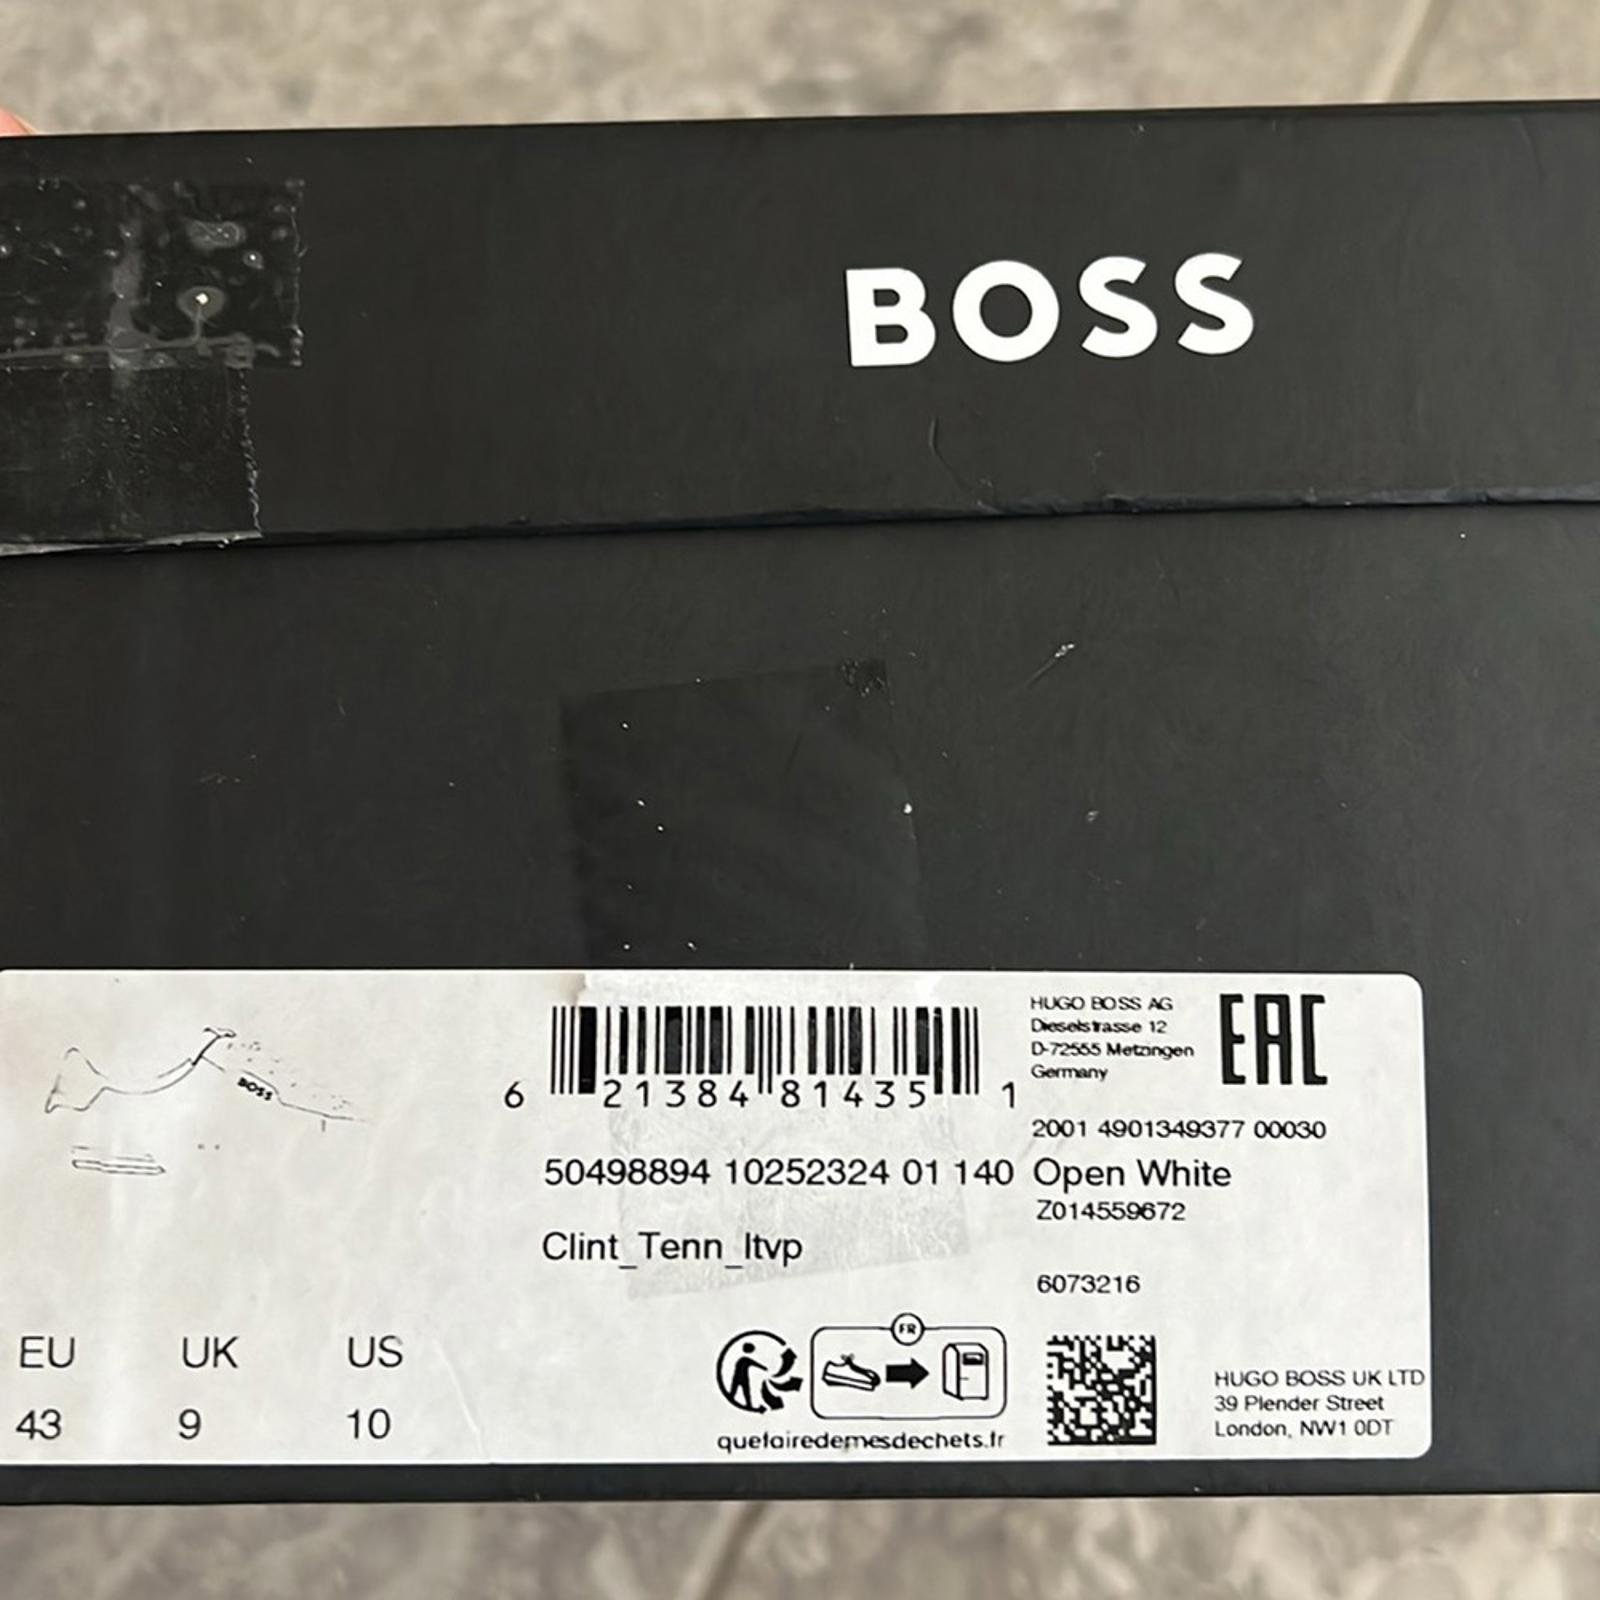 BOSS
BOSS
6 21384 81435 1
HUGO BOSS AG
Dieselstrasse 12
D-72555 Metzingen
Germany
EAC
2001 4901349377 00030
50498894 10252324 01 140 Open White
Z014559672
Clint_Tenn_ltvp
6073216
EU UK US
43 9 10
FR
quefairedemesdechets.fr
HUGO BOSS UK LTD
39 Plender Street
London, NW1 0DT